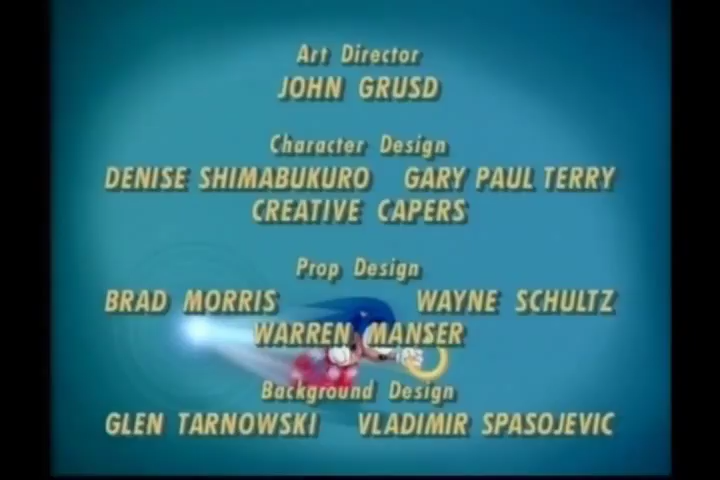 Art Director
JOHN GRUSD
Character Design
DENISE SHIMABUKURO GARY PAUL TERRY
CREATIVE CAPERS
Prop Design
BRAD MORRIS WAYNE SCHULTZ
WARREN MANSER
Background Design
GLEN TARNOWSKI VLADIMIR SPASOJEVIC